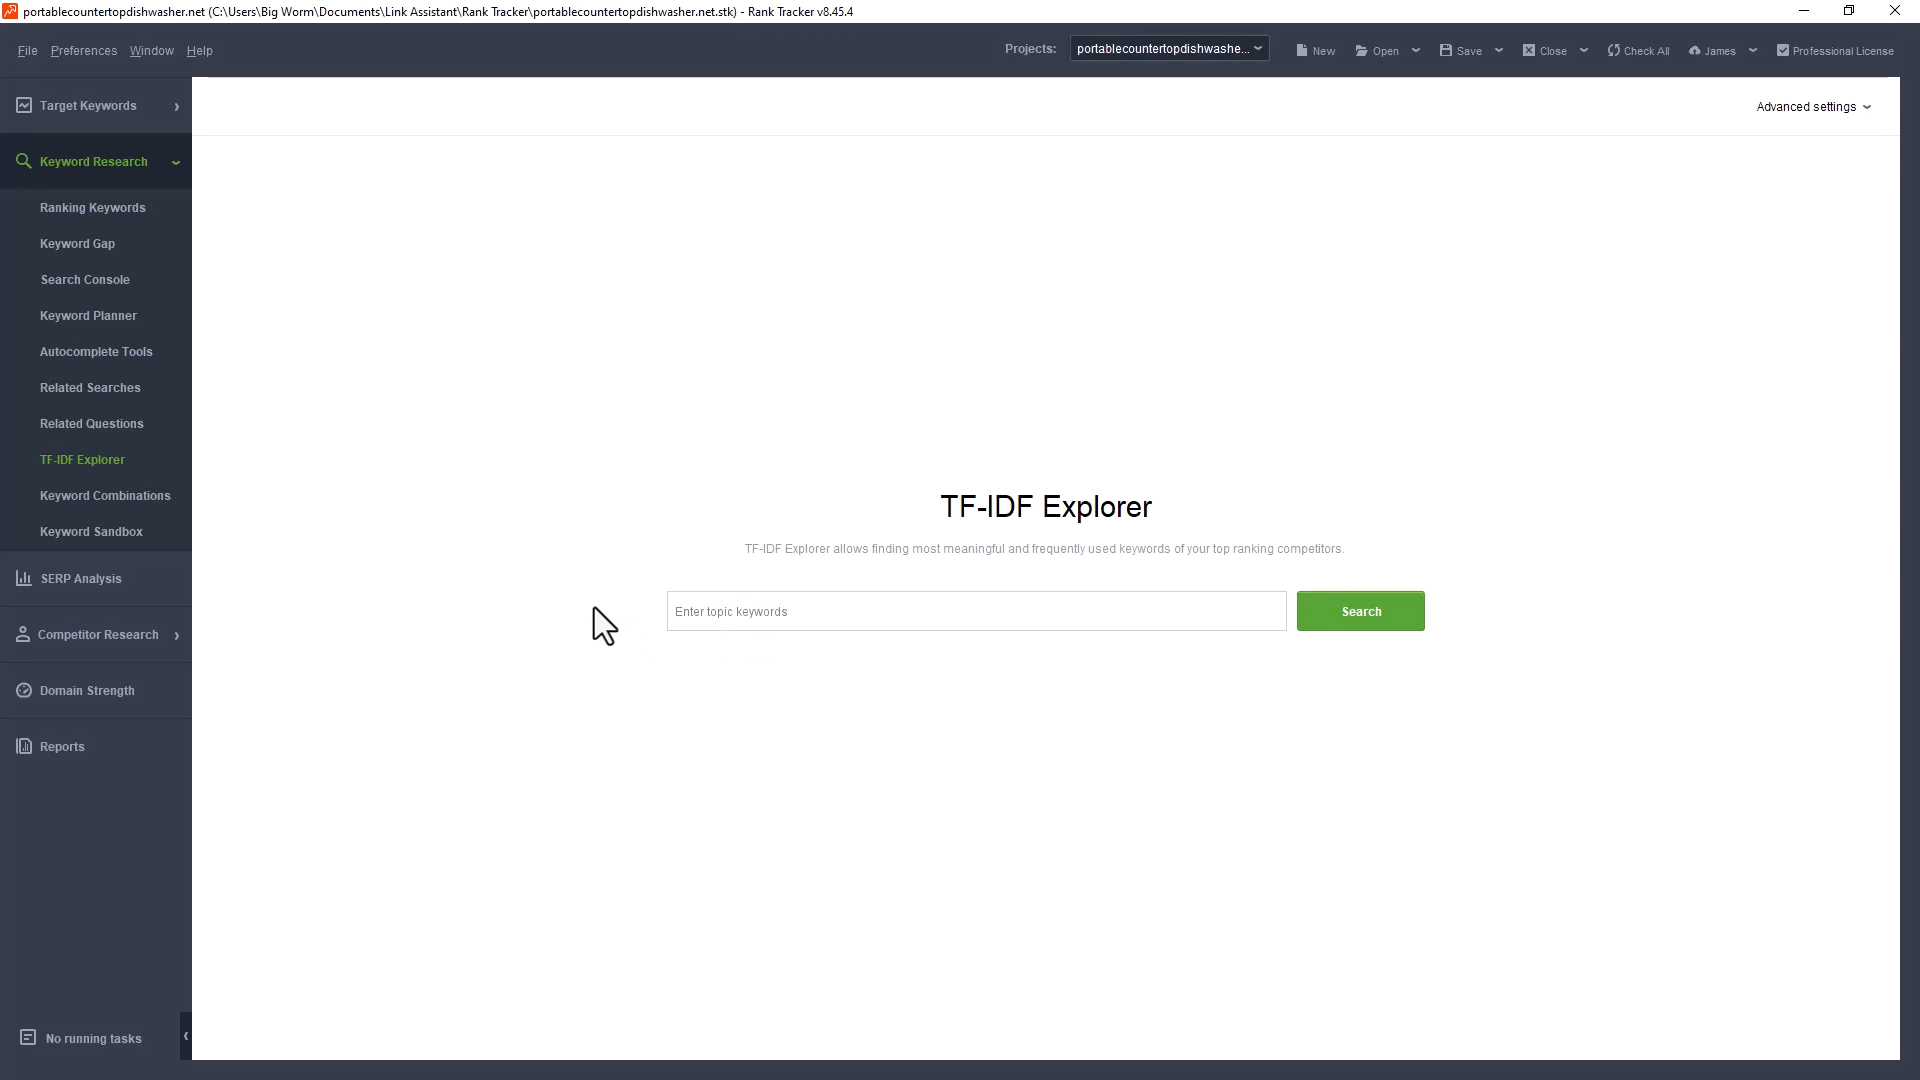 portablecountertopdishwasher.net (C:\Users\Big Worm\Documents\Link Assistant\Rank Tracker\portablecountertopdishwasher.net.stk) - Rank Tracker v8.45.4
File Preferences Window Help
Projects: portablecountertopdishwashe... New Open Save Close Check All James Professional License
Target Keywords
Advanced settings
Keyword Research
Ranking Keywords
Keyword Gap
Search Console
Keyword Planner
Autocomplete Tools
Related Searches
Related Questions
TF-IDF Explorer
Keyword Combinations
Keyword Sandbox
SERP Analysis
Competitor Research
Domain Strength
Reports
No running tasks
TF-IDF Explorer
TF-IDF Explorer allows finding most meaningful and frequently used keywords of your top ranking competitors.
Enter topic keywords
Search